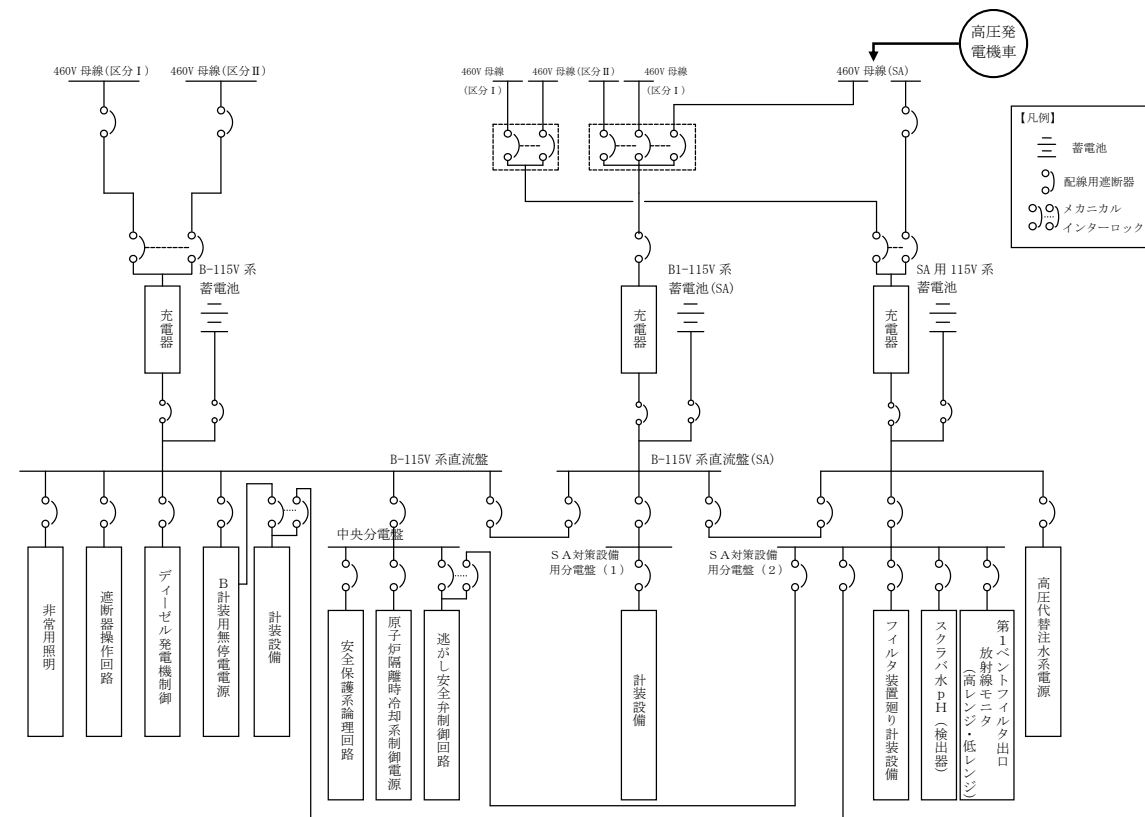 高圧発
電機車
460V 母線(区分Ⅰ)
460V 母線(区分Ⅱ)
460V 母線
(区分Ⅰ)
460V 母線(区分Ⅱ)
460V 母線
(区分Ⅰ)
460V 母線(SA)
【凡例】
蓄電池
配線用遮断器
メカニカル
インターロック
B-115V 系
蓄電池
B1-115V 系
蓄電池(SA)
SA 用 115V 系
蓄電池
充電器
充電器
充電器
B-115V 系直流盤
B-115V 系直流盤(SA)
中央分電盤
SA対策設備
用分電盤(1)
SA対策設備
用分電盤(2)
非常用照明
遮断器操作回路
ディーゼル発電機制御
B計装用無停電電源
計装設備
安全保護系論理回路
原子炉隔離時冷却系制御電源
逃がし安全弁制御回路
計装設備
フィルタ装置廻り計装設備
スクラバ水pH(検出器)
第1ベントフィルタ出口
放射線モニタ
(高レンジ・低レンジ)
高圧代替注水系電源